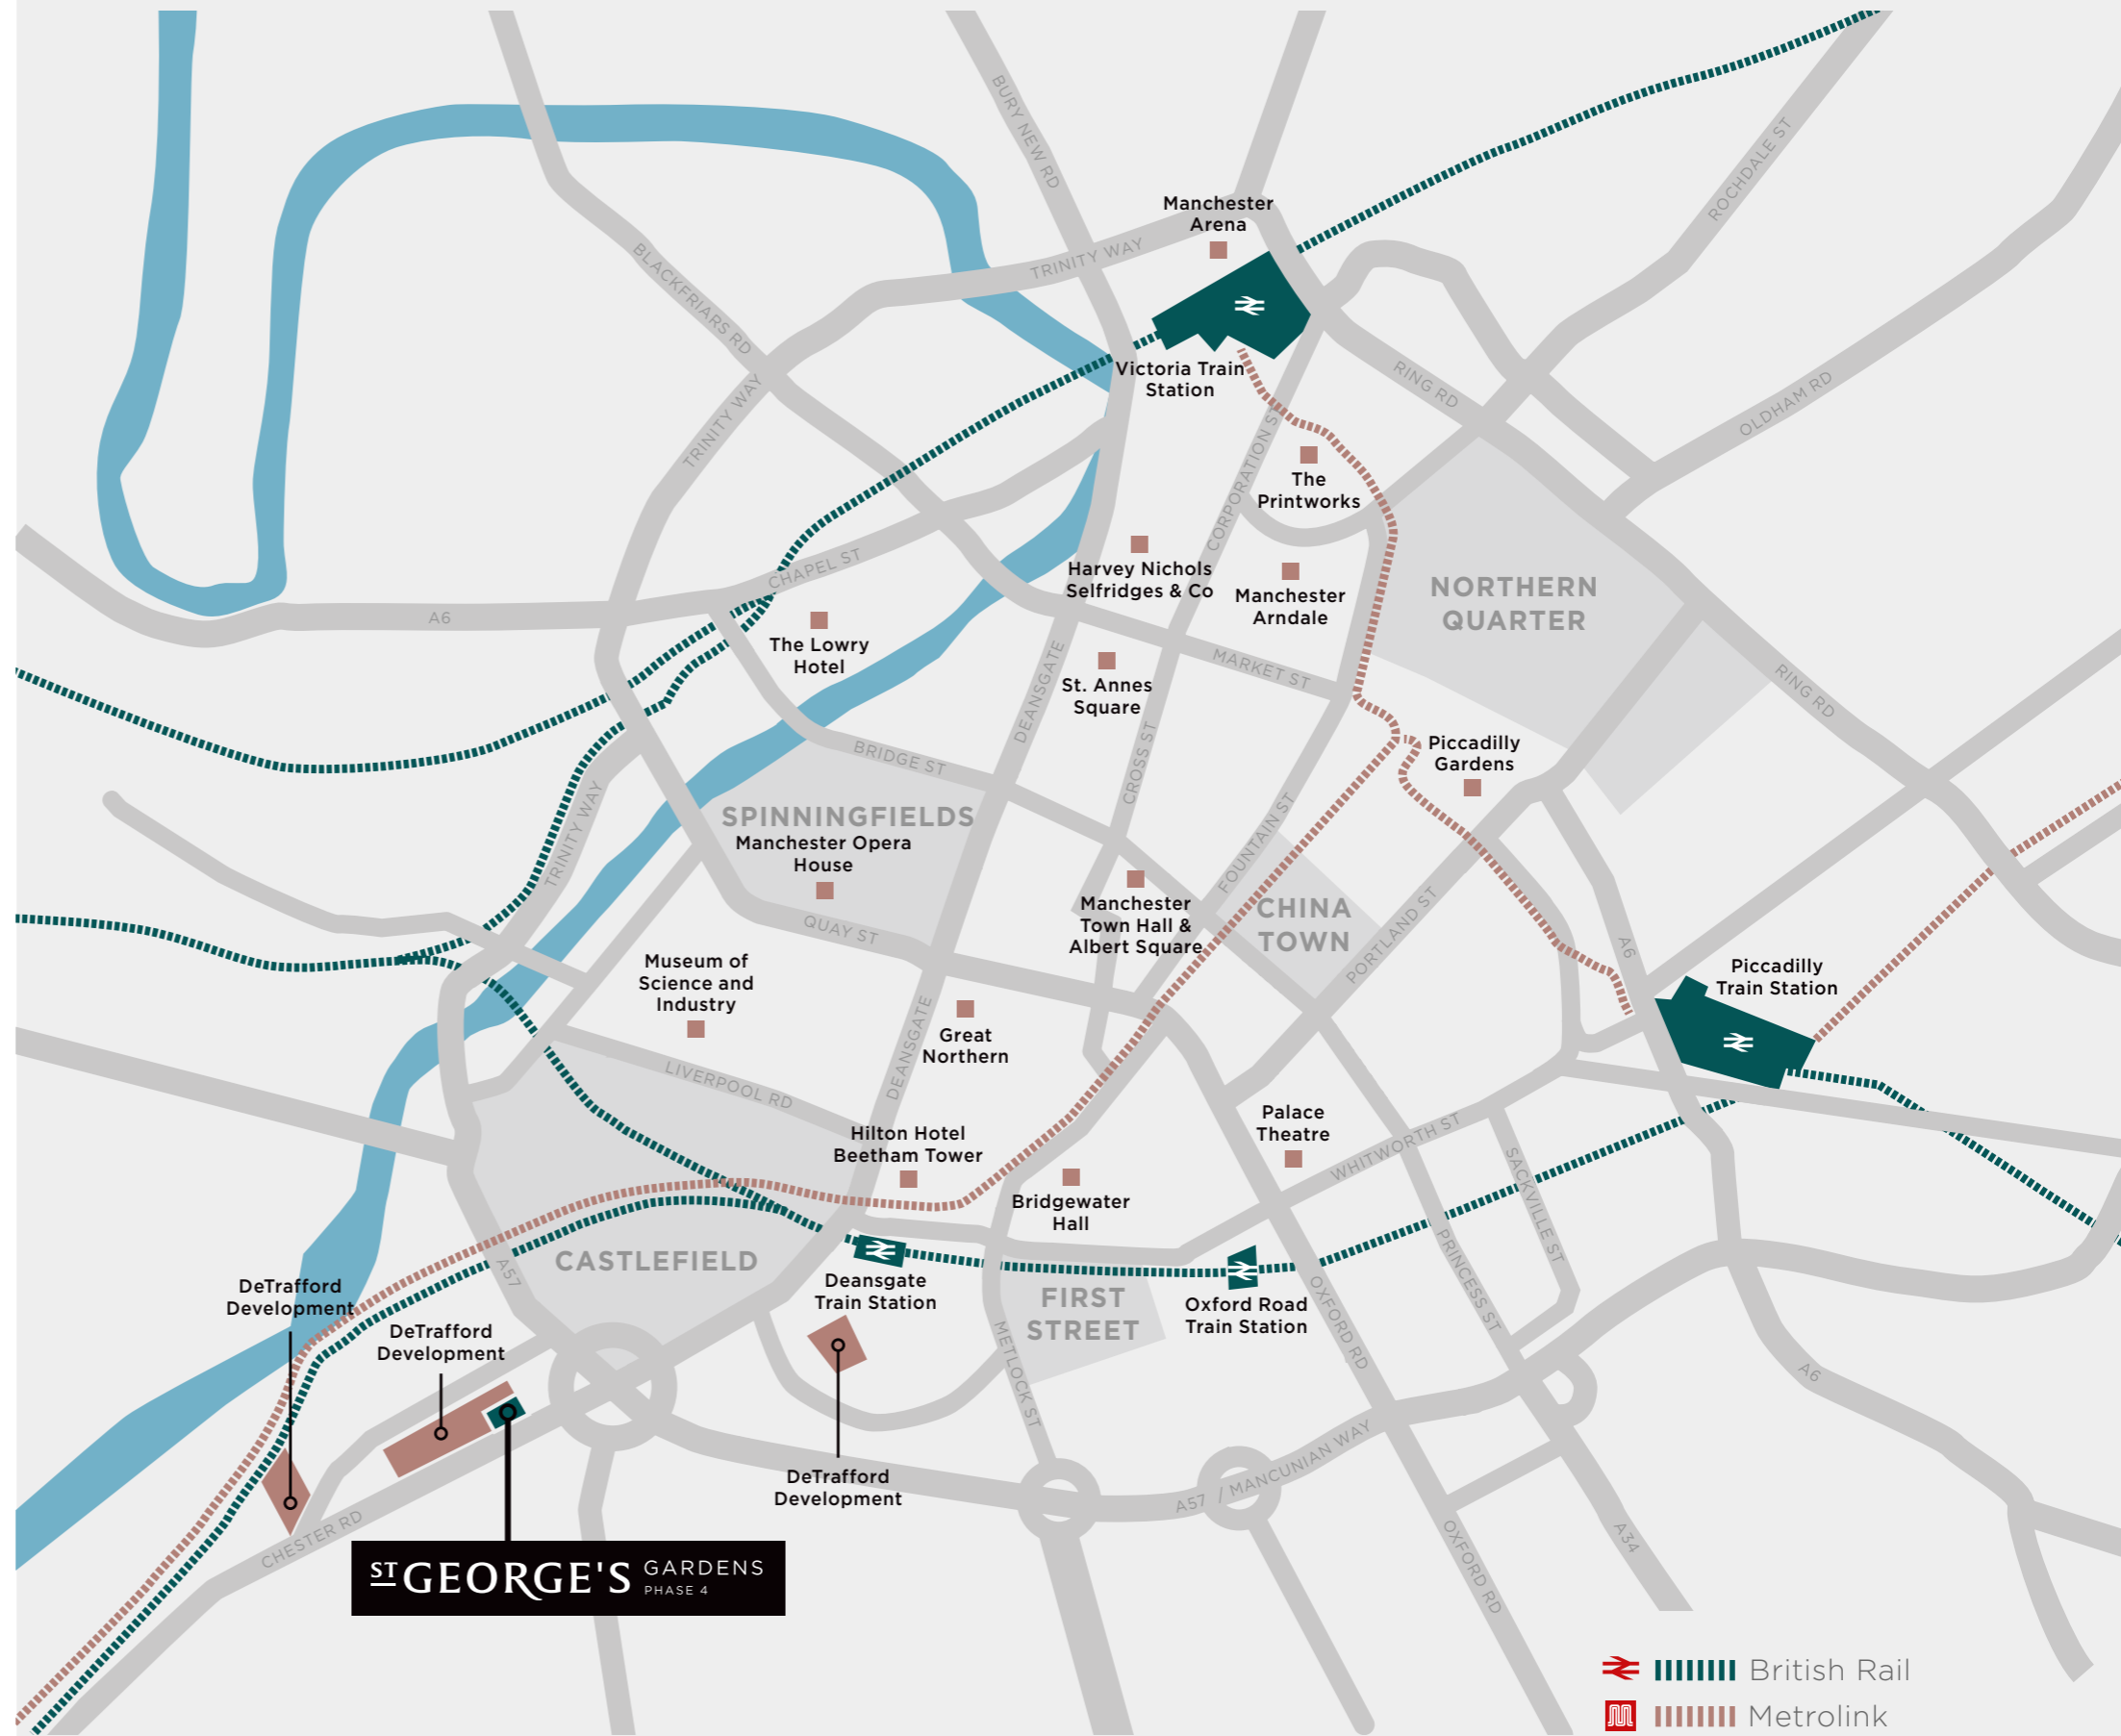 BURY NEW RD
ROCHDALE ST
Manchester
Arena
TRINITY WAY
BLACKFRIARS RD
Victoria Train
Station
RING RD
OLDHAM RD
TRINITY WAY
CORPORATION ST
The
Printworks
CHAPEL ST
Harvey Nichols
Selfridges & Co
Manchester
Arndale
NORTHERN
QUARTER
A6
The Lowry
Hotel
DEANSGATE
St. Annes
Square
MARKET ST
RING RD
BRIDGE ST
CROSS ST
Piccadilly
Gardens
SPINNINGFIELDS
Manchester Opera
House
TRINITY WAY
FOUNTAIN ST
QUAY ST
Manchester
Town Hall &
Albert Square
CHINA
TOWN
PORTLAND ST
A6
Museum of
Science and
Industry
Piccadilly
Train Station
Great
Northern
DEANSGATE
LIVERPOOL RD
Hilton Hotel
Beetham Tower
Palace
Theatre
WHITWORTH ST
SACKVILLE ST
Bridgewater
Hall
CASTLEFIELD
A57
PRINCESS ST
DeTrafford
Development
Deansgate
Train Station
FIRST
STREET
Oxford Road
Train Station
OXFORD RD
DeTrafford
Development
METLOCK ST
A6
DeTrafford
Development
A57 / MANCUNIAN WAY
CHESTER RD
OXFORD RD
A34
ST GEORGE'S GARDENS
PHASE 4
British Rail
Metrolink